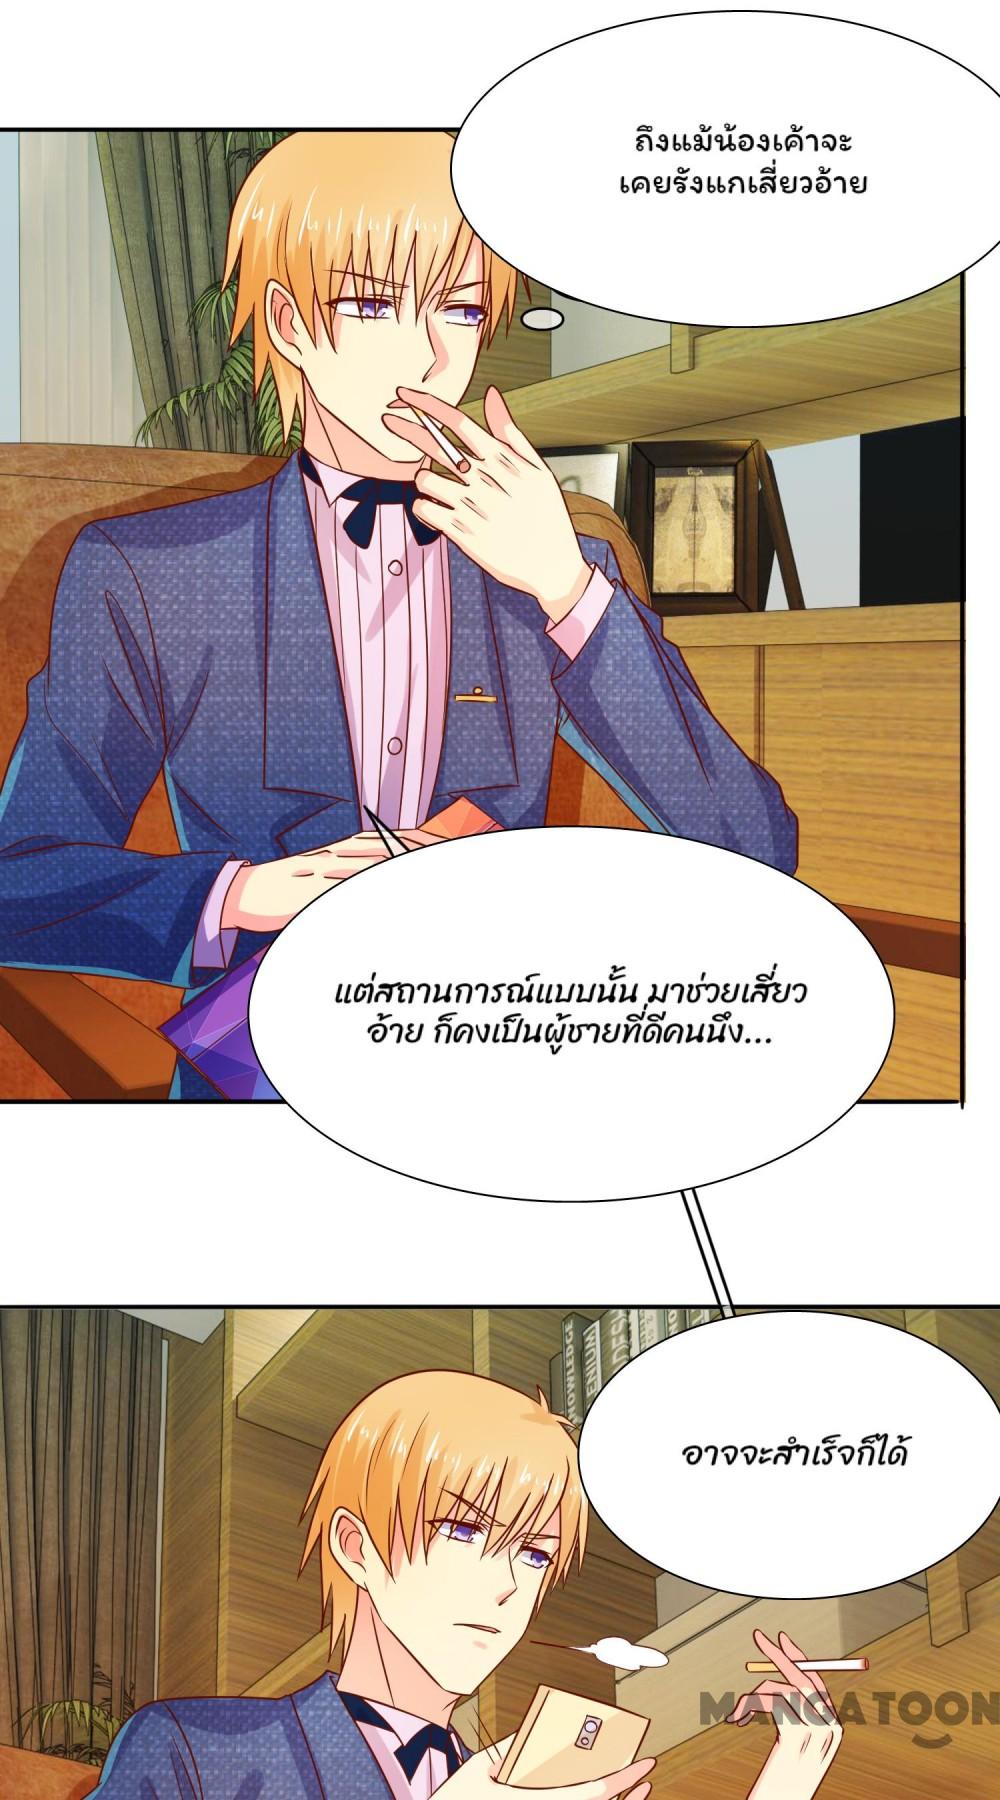 ถึงแม้น้องเค้าจะ
เคยรังแกเสี่ยวอ้าย
แต่สถานการณ์แบบนั้น มาช่วยเสี่ยว
อ้าย ก็คงเป็นผู้ชายที่ดีคนนึง...
KNOWLEDGE
ENIUM
DESK
อาจจะสำเร็จก็ได้
MANGATOON